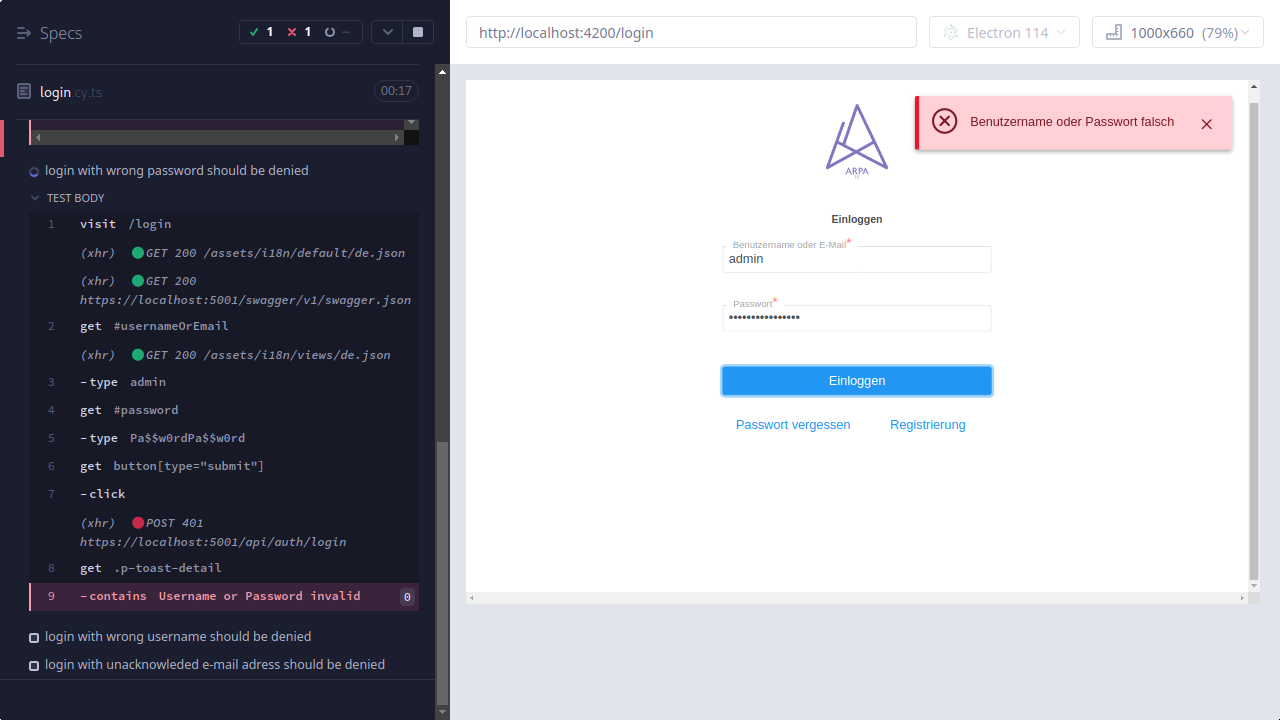 Specs
1
1
--
login.cy.ts
00:17
login with wrong password should be denied
TEST BODY
1 visit /login
(xhr) GET 200 /assets/i18n/default/de.json
(xhr) GET 200
https://localhost:5001/swagger/v1/swagger.json
2 get #usernameOrEmail
(xhr) GET 200 /assets/i18n/views/de.json
3 -type admin
4 get #password
5 -type Pa$$w0rdPa$$w0rd
6 get button[type="submit"]
7 -click
(xhr) POST 401
https://localhost:5001/api/auth/login
8 get .p-toast-detail
9 -contains Username or Password invalid 0
login with wrong username should be denied
login with unacknowleded e-mail adress should be denied
http://localhost:4200/login
Electron 114
1000x660 (79%)
Benutzername oder Passwort falsch
ARPA
Einloggen
Benutzername oder E-Mail*
admin
Passwort*
••••••••••••••••
Einloggen
Passwort vergessen
Registrierung